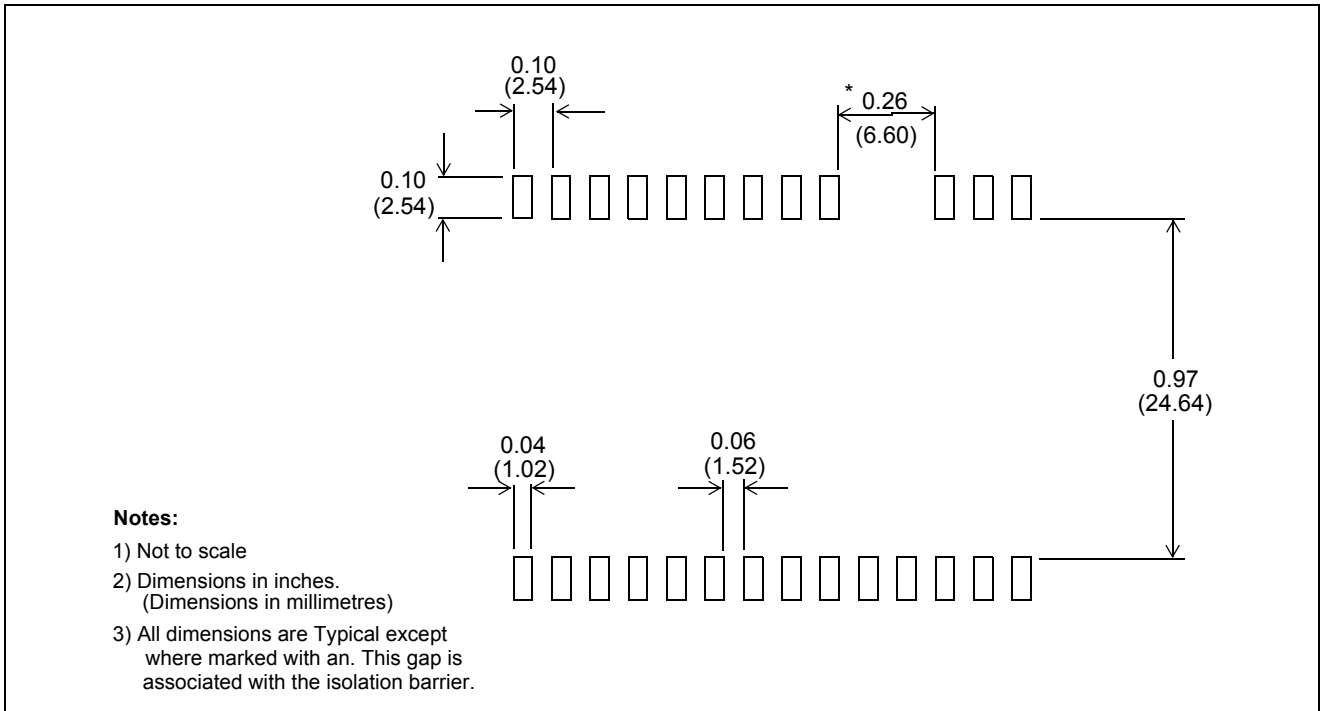 0.10
(2.54)
* 0.26
(6.60)
0.10
(2.54)
0.97
(24.64)
0.04
(1.02)
0.06
(1.52)
Notes:
1) Not to scale
2) Dimensions in inches.
(Dimensions in millimetres)
3) All dimensions are Typical except
where marked with an. This gap is
associated with the isolation barrier.